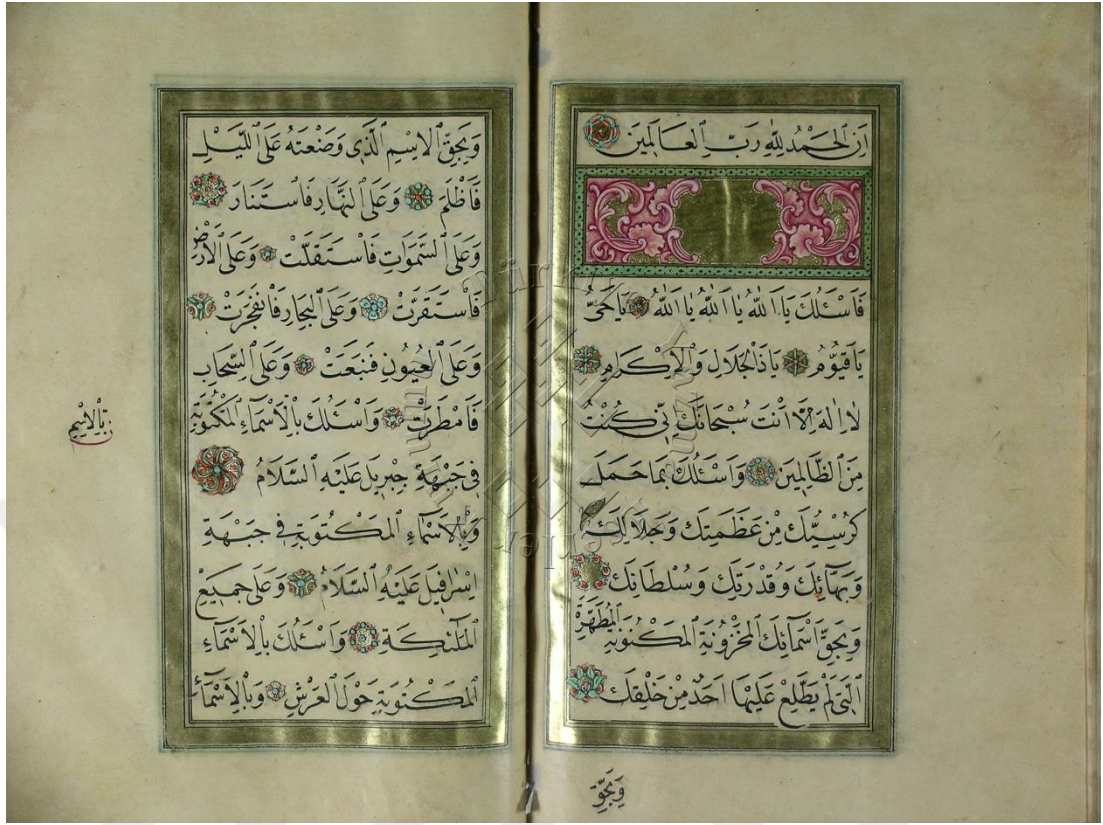 اَنِ الْحَمْدُ لِلّٰهِ رَبِّ الْعَالَمِينَ
فَاَسْئَلُكَ يَا اَللّٰهُ يَا اَللّٰهُ يَا اَللّٰهُ يَا حَىُّ
يَا قَيُّومُ يَا ذَا الْجَلَالِ وَالْاِكْرَامِ
لَا اِلٰهَ اِلَّا اَنْتَ سُبْحَانَكَ اِنِّى كُنْتُ
مِنَ الظَّالِمِينَ وَاَسْئَلُكَ بِمَا حَمَلَ
كُرْسِيُّكَ مِنْ عَظَمَتِكَ وَجَلَالِكَ
وَبَهَائِكَ وَقُدْرَتِكَ وَسُلْطَانِكَ
وَبِحَقِّ اَسْمَائِكَ الْمَخْزُونَةِ الْمَكْنُونَةِ الْمُطَهَّرَةِ
الَّتِى لَمْ يَطَّلِعْ عَلَيْهَا اَحَدٌ مِنْ خَلْقِكَ
وَبِحَقِّ
وَبِحَقِّ الْاِسْمِ الَّذِى وَضَعْتَهُ عَلَى اللَّيْلِ
فَاَظْلَمَ وَعَلَى النَّهَارِ فَاسْتَنَارَ
وَعَلَى السَّمٰوَاتِ فَاسْتَقَلَّتْ وَعَلَى الْاَرْضِ
فَاسْتَقَرَّتْ وَعَلَى الْبِحَارِ فَانْفَجَرَتْ
وَعَلَى الْعُيُونِ فَنَبَعَتْ وَعَلَى السَّحَابِ
فَاَمْطَرَتْ وَاَسْئَلُكَ بِالْاَسْمَاءِ الْمَكْتُوبَةِ
فِى جَبْهَةِ جِبْرِيلَ عَلَيْهِ السَّلَامُ
وَبِالْاَسْمَاءِ الْمَكْتُوبَةِ فِى جَبْهَةِ
اِسْرَافِيلَ عَلَيْهِ السَّلَامُ وَعَلَى جَمِيعِ
الْمَلٰئِكَةِ وَاَسْئَلُكَ بِالْاَسْمَاءِ
الْمَكْتُوبَةِ حَوْلَ الْعَرْشِ وَبِالْاَسْمَاءِ
بِالْاِسْمِ